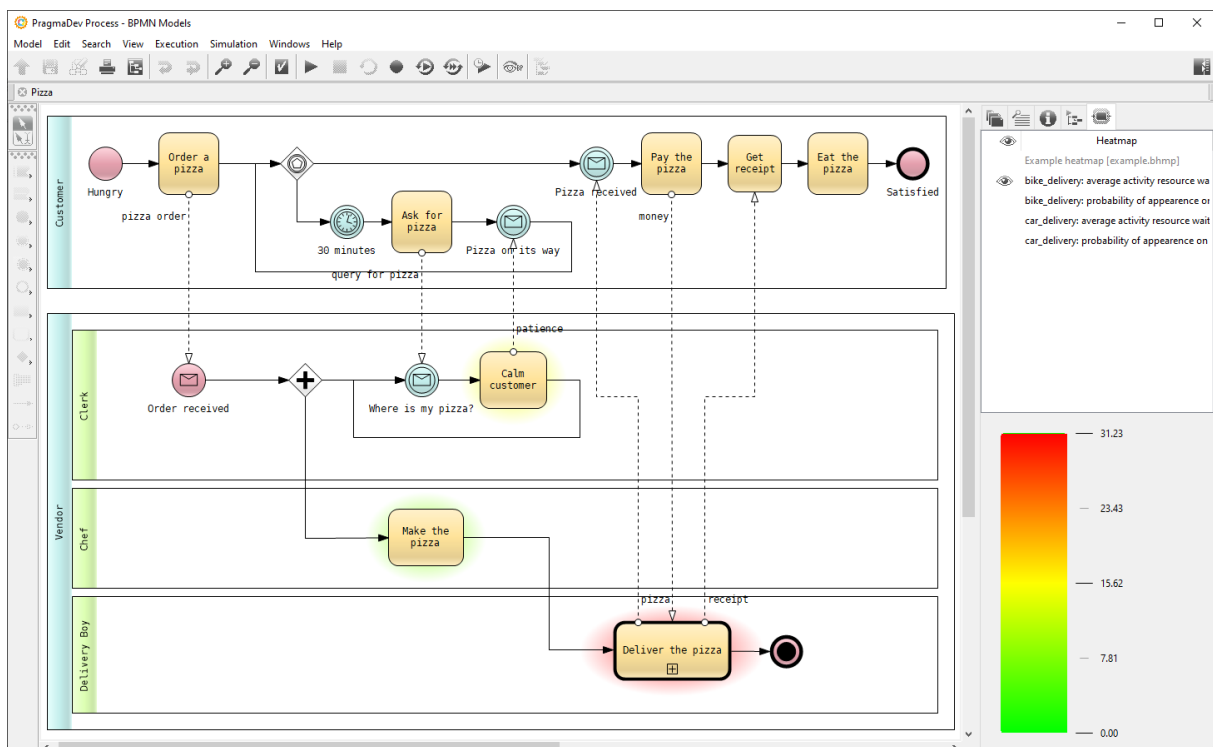 PragmaDev Process - BPMN Models
Model Edit Search View Execution Simulation Windows Help
Pizza
Customer
Hungry
Order a
pizza
pizza order
30 minutes
Ask for
pizza
query for pizza
Pizza on its way
Pizza received
Pay the
pizza
money
Get
receipt
Eat the
pizza
Satisfied
Vendor
Clerk
Order received
Where is my pizza?
patience
Calm
customer
Chef
Make the
pizza
Delivery Boy
pizza
receipt
Deliver the pizza
Heatmap
Example heatmap [example.bhmp]
bike_delivery: average activity resource wa
bike_delivery: probability of appearence or
car_delivery: average activity resource wait
car_delivery: probability of appearence on
31.23
23.43
15.62
7.81
0.00